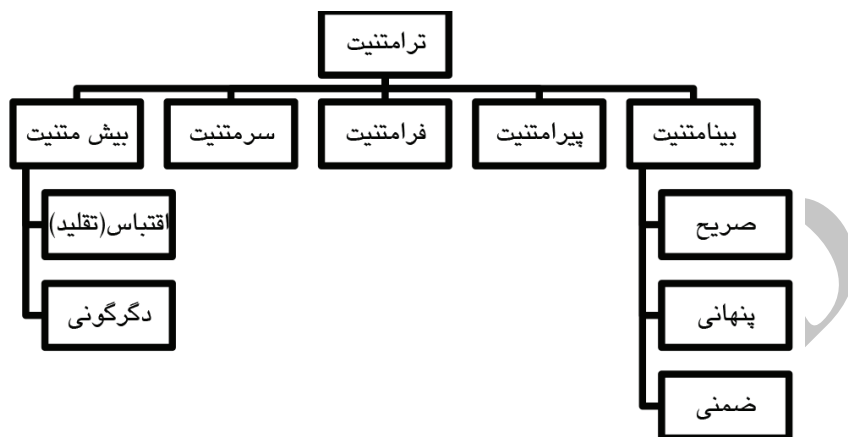 ترامتنیت
بینامتنیت
پیرامتنیت
فرامتنیت
سرمتنیت
بیش متنیت
صریح
پنهانی
ضمنی
اقتباس(تقلید)
دگرگونی